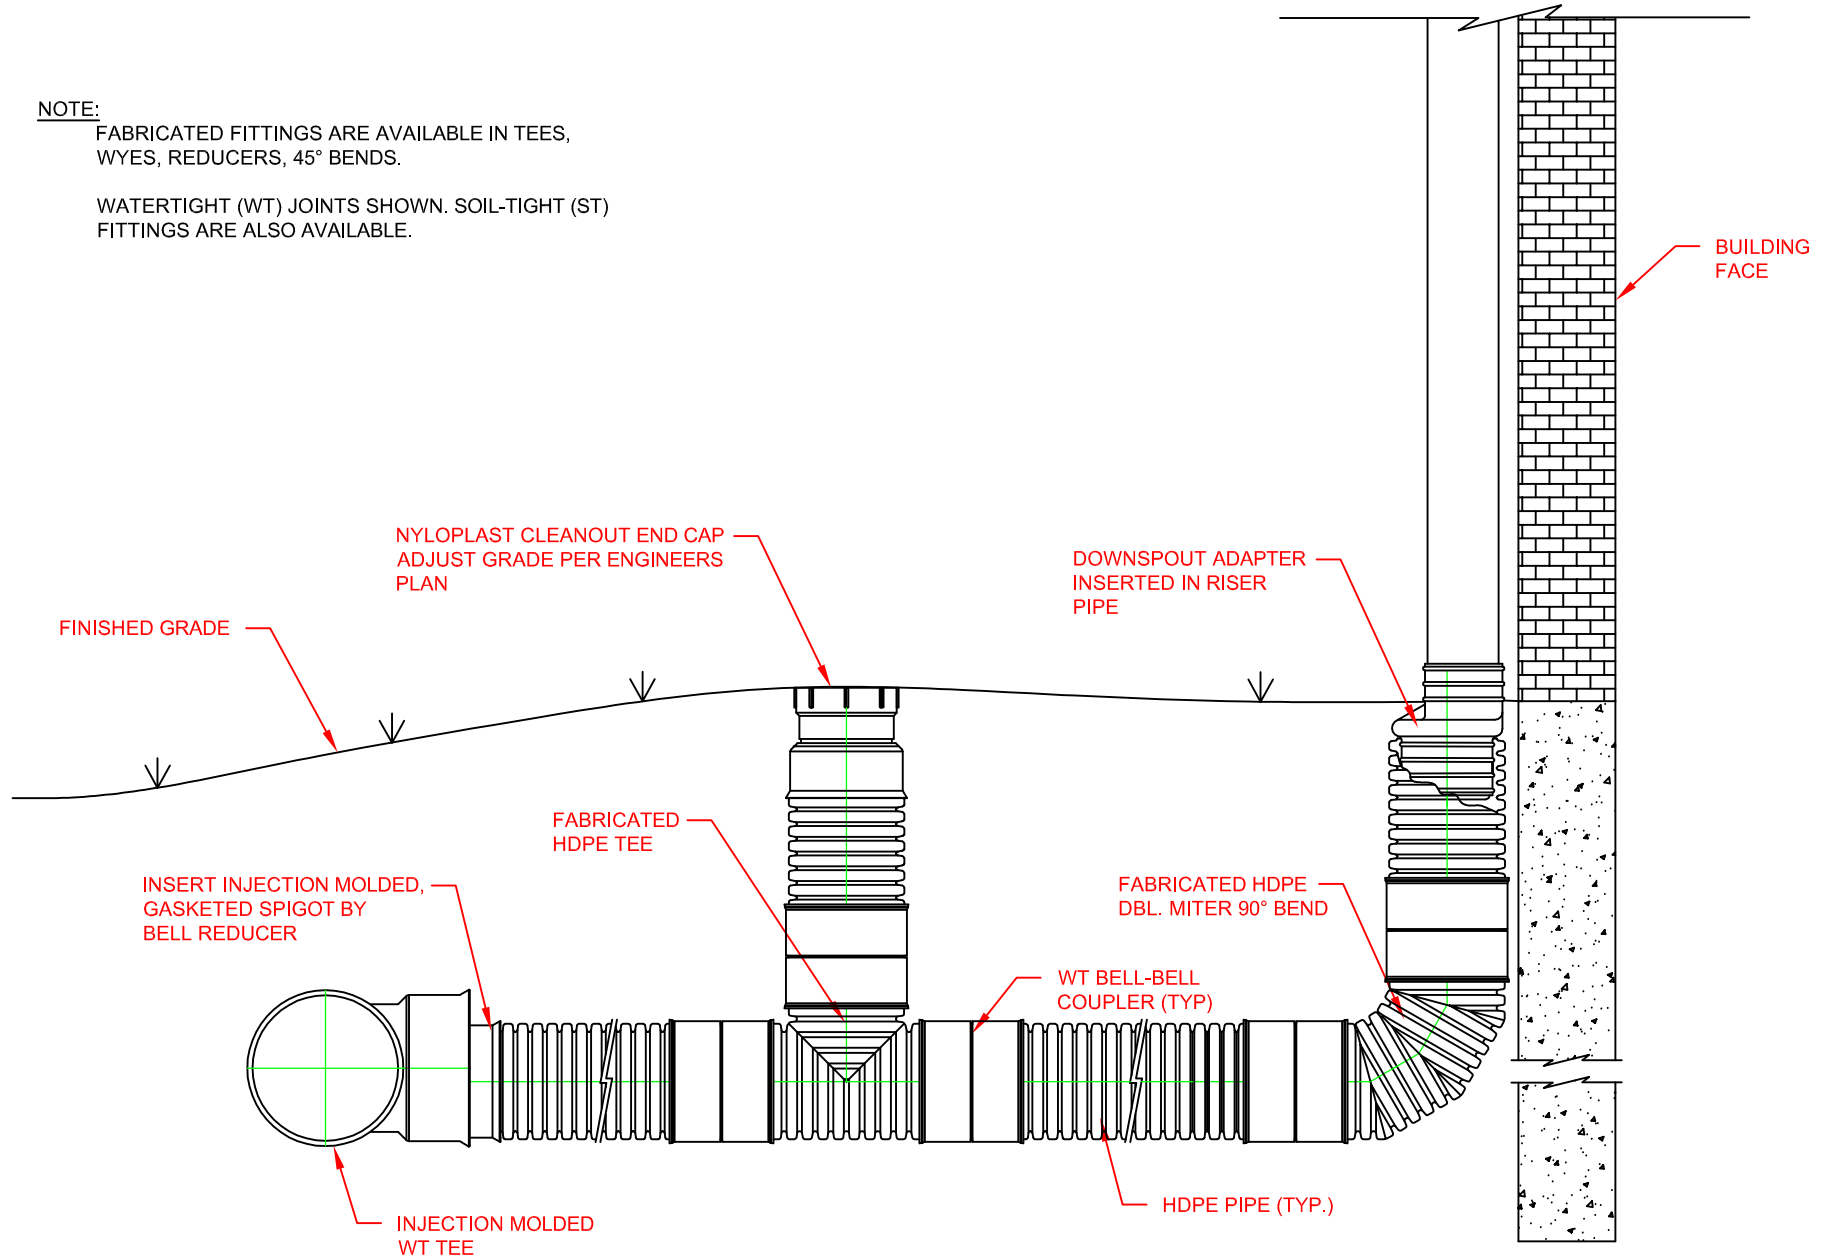 NOTE:
FABRICATED FITTINGS ARE AVAILABLE IN TEES,
WYES, REDUCERS, 45° BENDS.
WATERTIGHT (WT) JOINTS SHOWN. SOIL-TIGHT (ST)
FITTINGS ARE ALSO AVAILABLE.
BUILDING
FACE
NYLOPLAST CLEANOUT END CAP
ADJUST GRADE PER ENGINEERS
PLAN
DOWNSPOUT ADAPTER
INSERTED IN RISER
PIPE
FINISHED GRADE
FABRICATED
HDPE TEE
INSERT INJECTION MOLDED,
GASKETED SPIGOT BY
BELL REDUCER
FABRICATED HDPE
DBL. MITER 90° BEND
WT BELL-BELL
COUPLER (TYP)
HDPE PIPE (TYP.)
INJECTION MOLDED
WT TEE